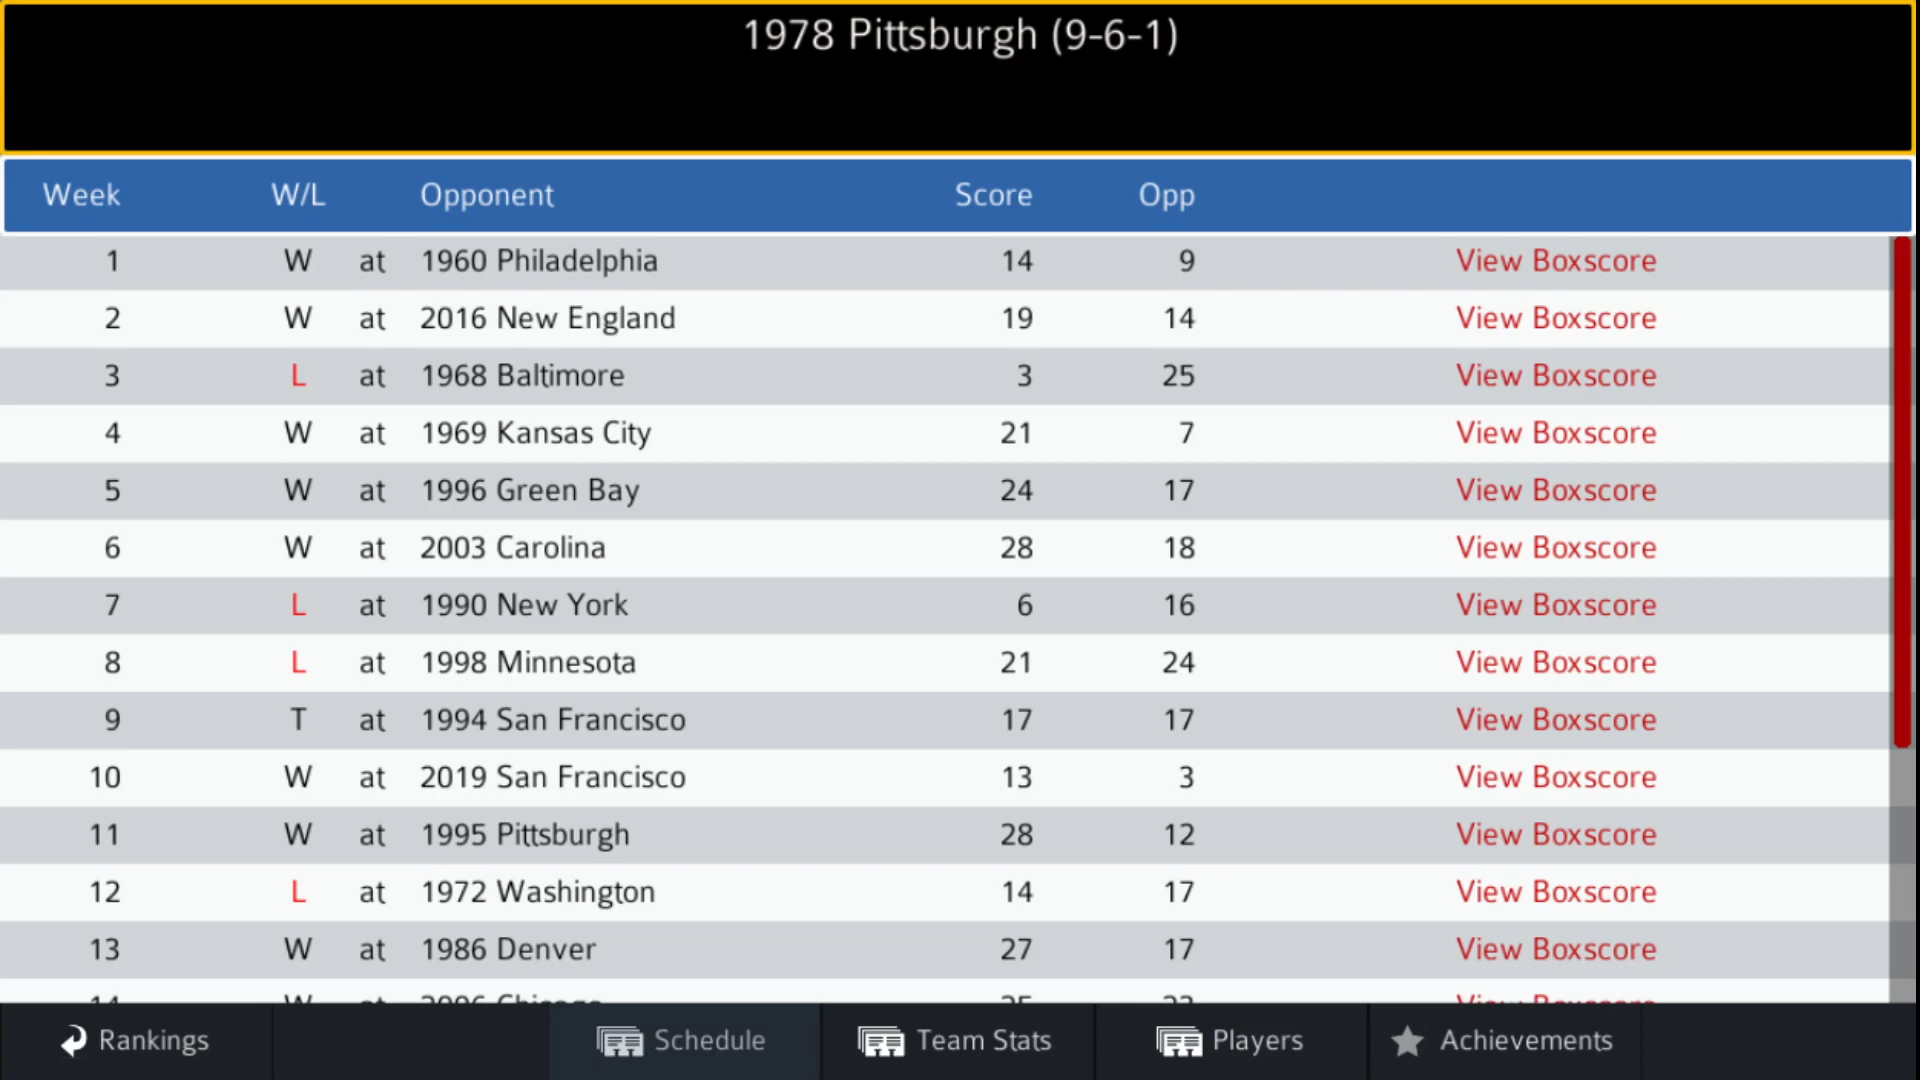 1978 Pittsburgh (9-6-1)
Week W/L Opponent Score Opp
1 W at 1960 Philadelphia 14 9 View Boxscore
2 W at 2016 New England 19 14 View Boxscore
3 L at 1968 Baltimore 3 25 View Boxscore
4 W at 1969 Kansas City 21 7 View Boxscore
5 W at 1996 Green Bay 24 17 View Boxscore
6 W at 2003 Carolina 28 18 View Boxscore
7 L at 1990 New York 6 16 View Boxscore
8 L at 1998 Minnesota 21 24 View Boxscore
9 T at 1994 San Francisco 17 17 View Boxscore
10 W at 2019 San Francisco 13 3 View Boxscore
11 W at 1995 Pittsburgh 28 12 View Boxscore
12 L at 1972 Washington 14 17 View Boxscore
13 W at 1986 Denver 27 17 View Boxscore
14 W at Chicago View Boxscore
Rankings Schedule Team Stats Players Achievements